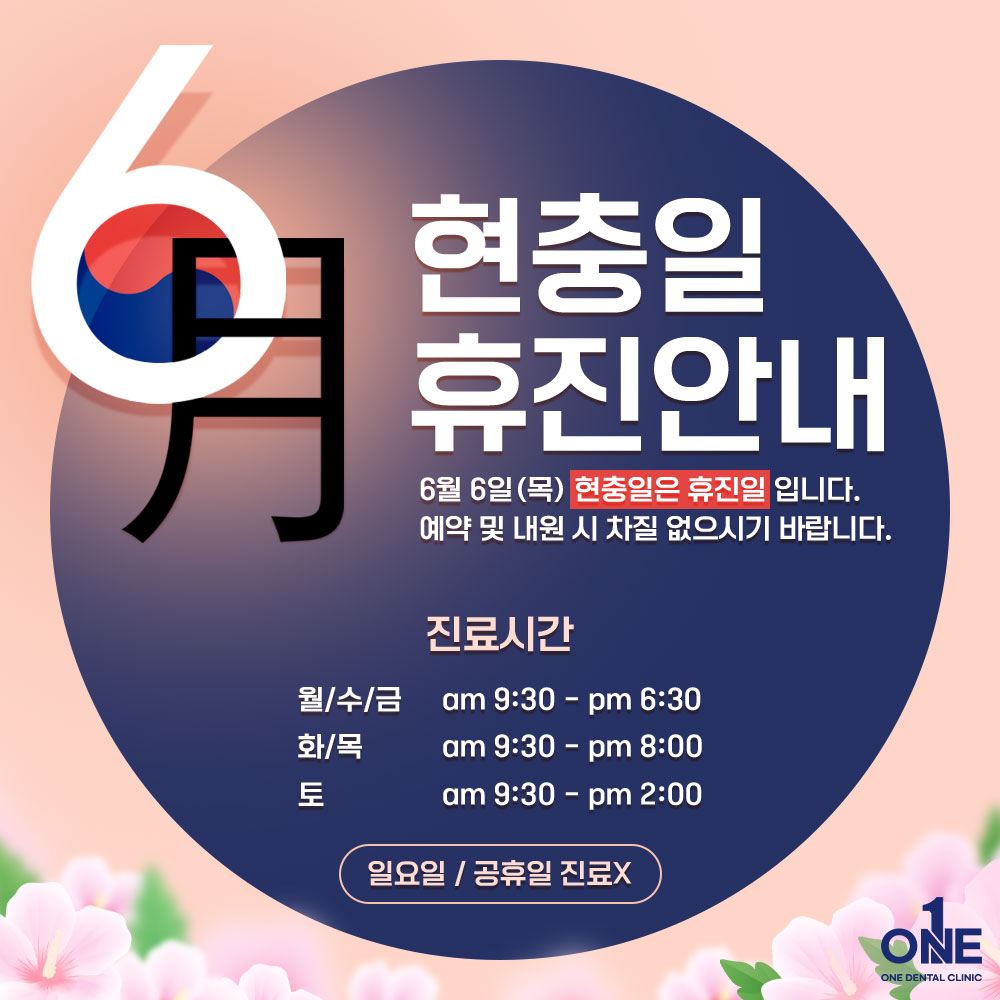 6月
현충일
휴진안내
6월 6일(목) 현충일은 휴진일 입니다.
예약 및 내원 시 차질 없으시기 바랍니다.
진료시간
월/수/금 am 9:30 - pm 6:30
화/목 am 9:30 - pm 8:00
토 am 9:30 - pm 2:00
일요일 / 공휴일 진료X
1
ONE
ONE DENTAL CLINIC